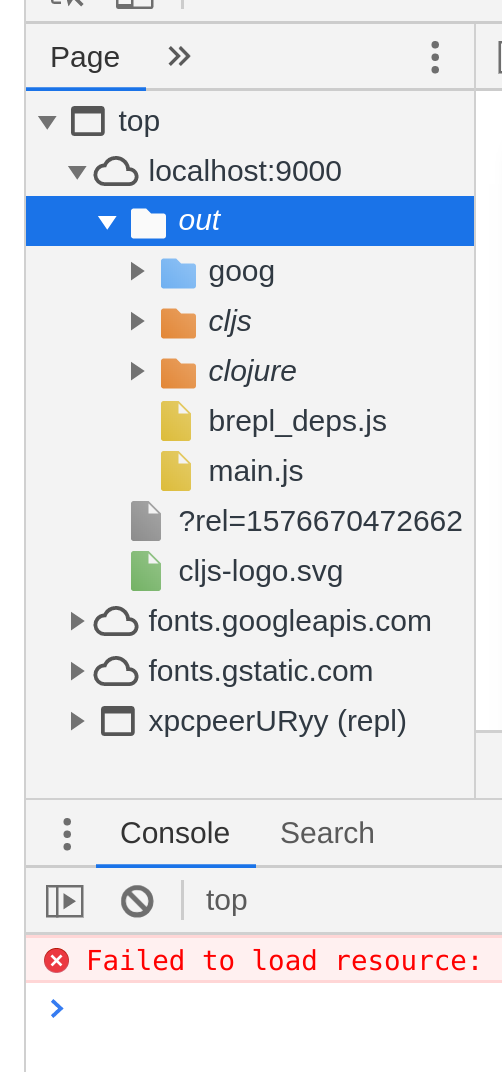 Page
top
localhost:9000
out
goog
cljs
clojure
brepl_deps.js
main.js
?rel=1576670472662
cljs-logo.svg
fonts.googleapis.com
fonts.gstatic.com
xpcpeerURyy (repl)
Console Search
top
Failed to load resource: